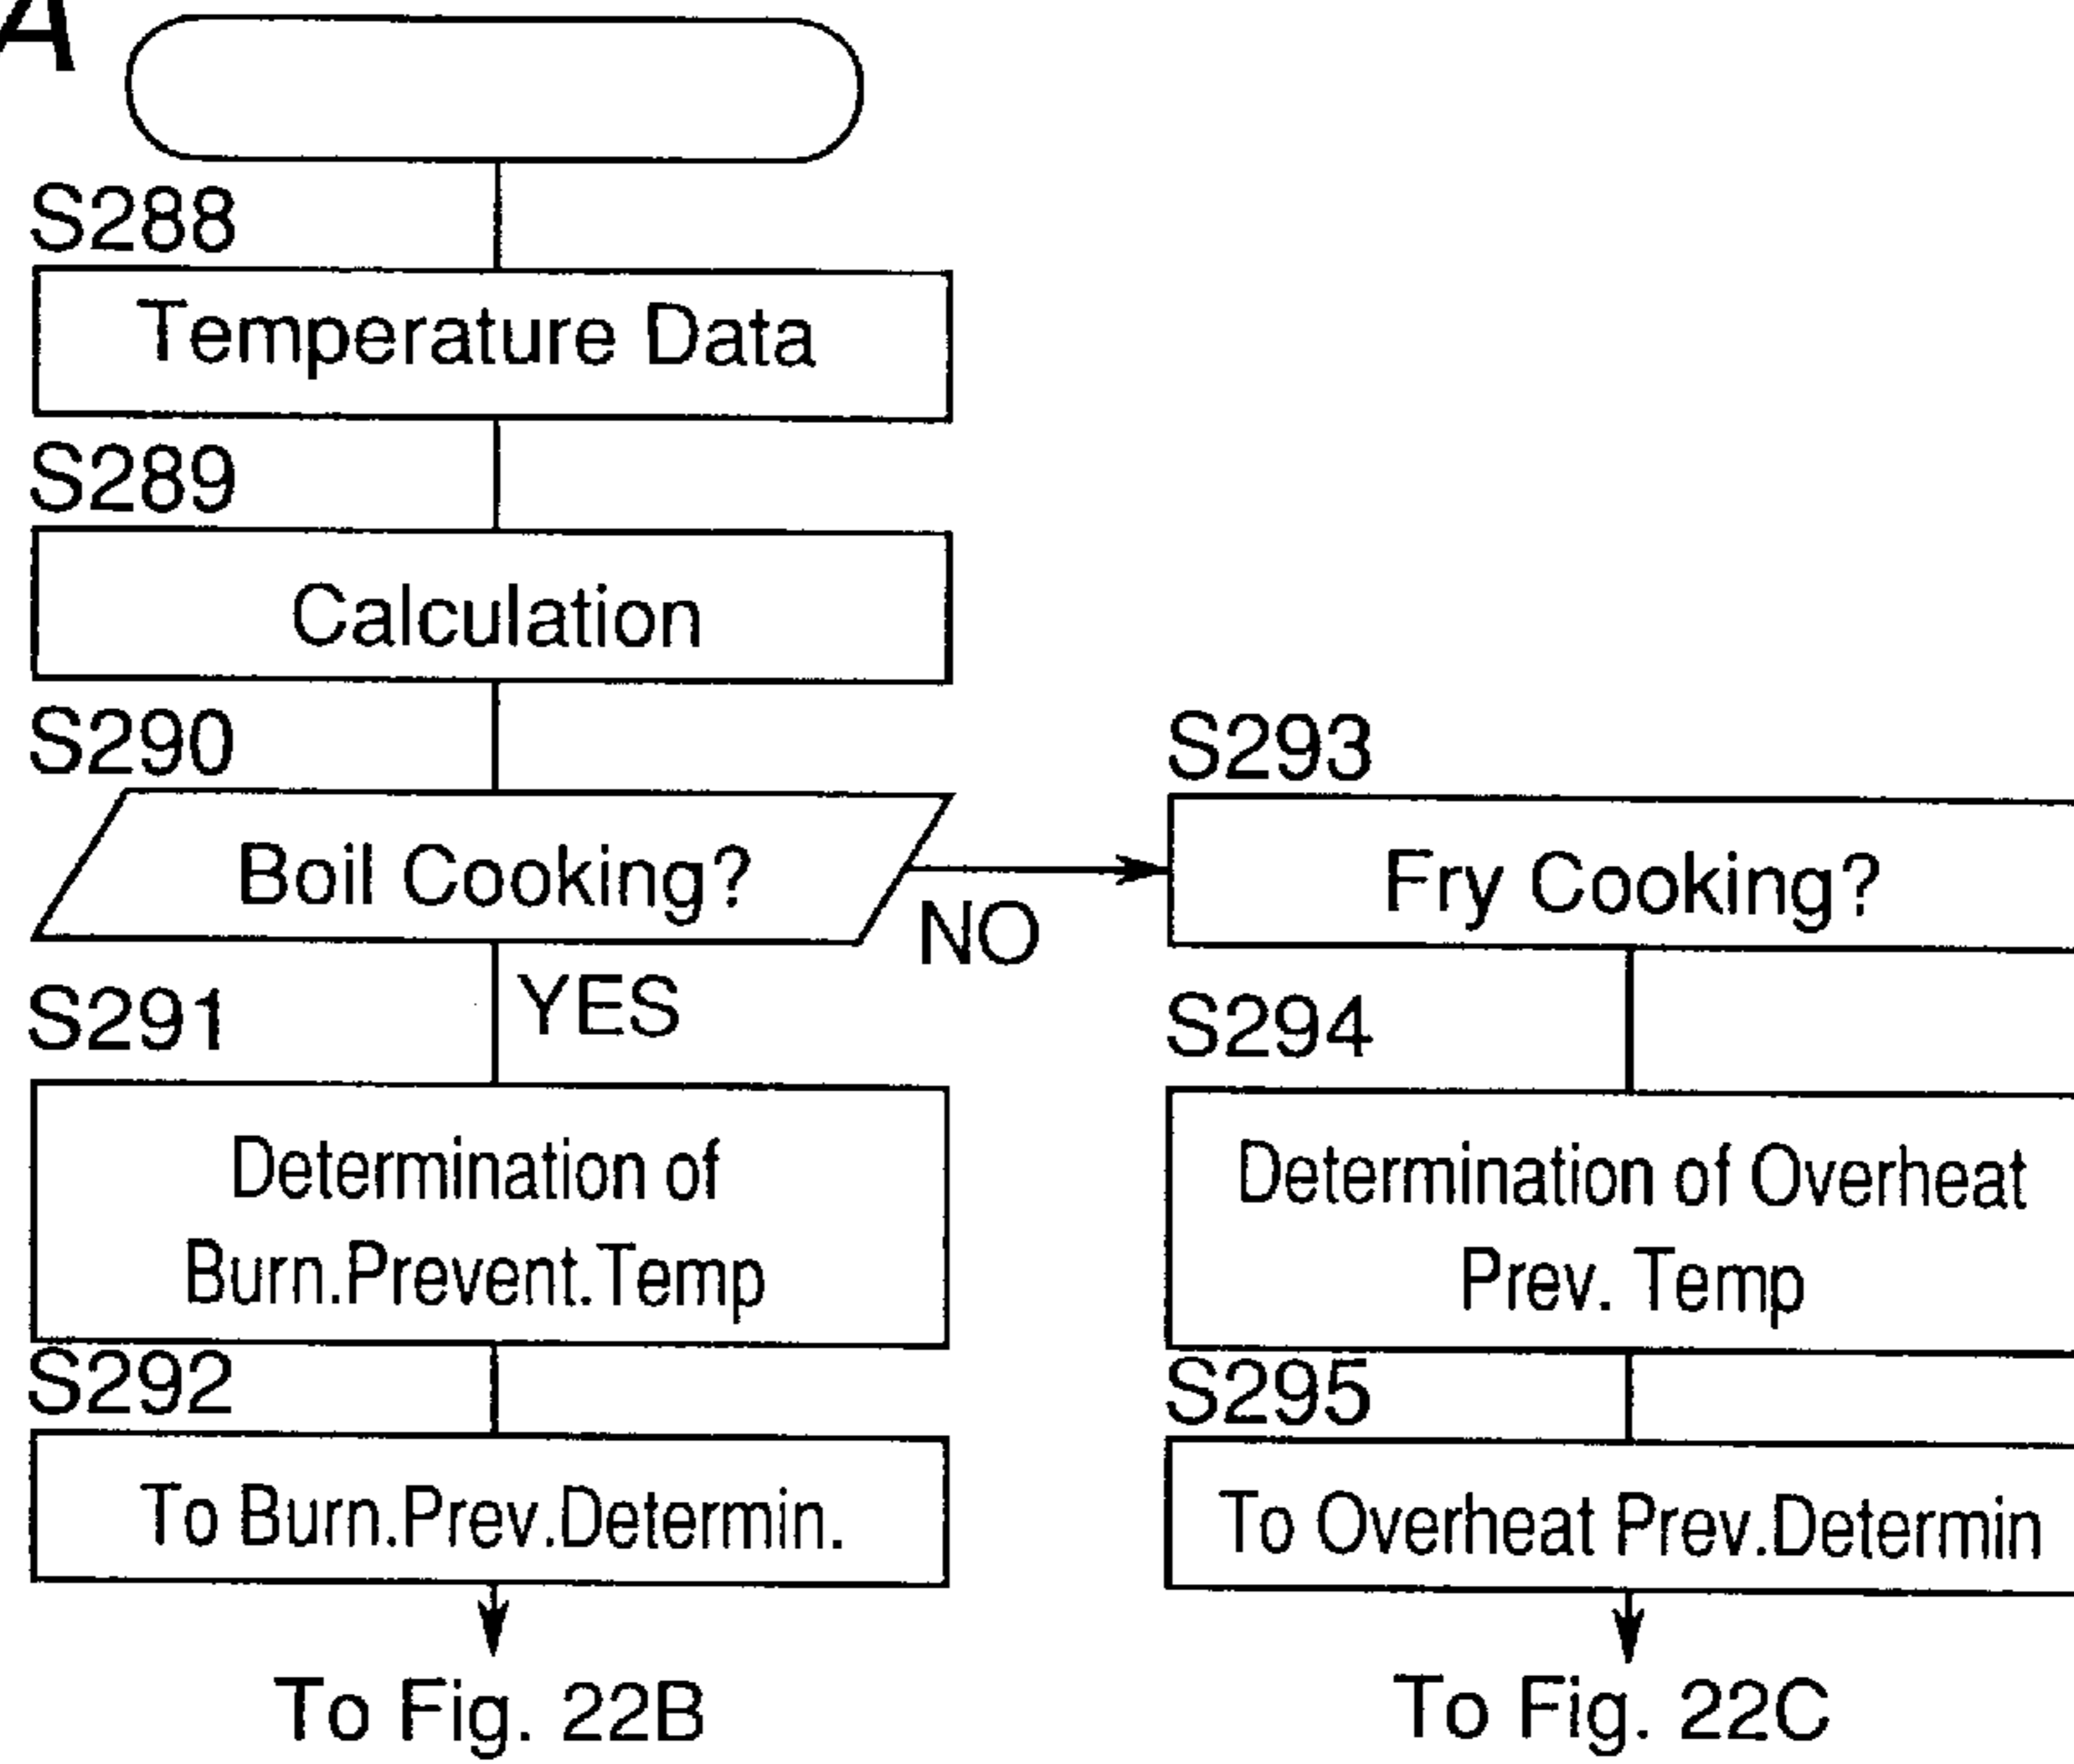 A
S288
Temperature Data
S289
Calculation
S290
Boil Cooking?
NO
YES
S291
Determination of
Burn.Prevent.Temp
S292
To Burn.Prev.Determin.
To Fig. 22B
S293
Fry Cooking?
S294
Determination of Overheat
Prev. Temp
S295
To Overheat Prev.Determin
To Fig. 22C